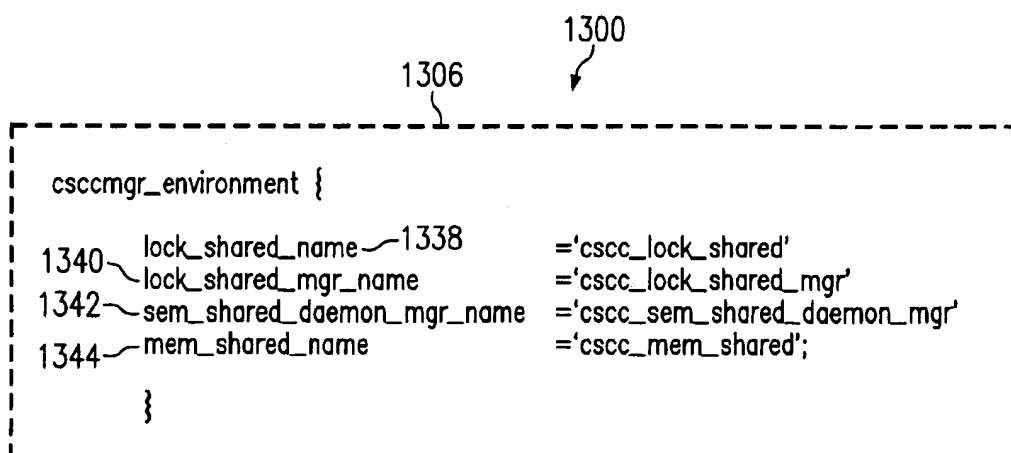 1300
1306
csccmgr_environment {
lock_shared_name 1338 ='cscc_lock_shared'
1340 lock_shared_mgr_name ='cscc_lock_shared_mgr'
1342 sem_shared_daemon_mgr_name ='cscc_sem_shared_daemon_mgr'
1344 mem_shared_name ='cscc_mem_shared';
}